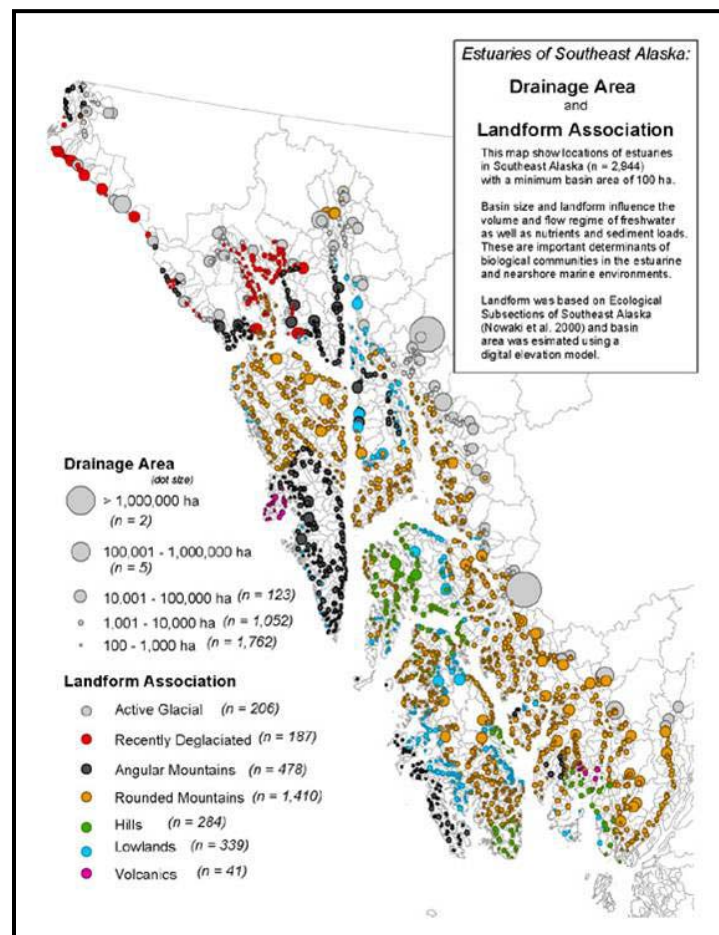 Estuaries of Southeast Alaska:
Drainage Area
and
Landform Association
This map show locations of estuaries
in Southeast Alaska (n = 2,944)
with a minimum basin area of 100 ha.
Basin size and landform influence the
volume and flow regime of freshwater
as well as nutrients and sediment loads.
These are important determinants of
biological communities in the estuarine
and nearshore marine environments.
Landform was based on Ecological
Subsections of Southeast Alaska
(Nowaki et al. 2000) and basin
area was esimated using a
digital elevation model.
Drainage Area
(dot size)
> 1,000,000 ha
(n = 2)
100,001 - 1,000,000 ha
(n = 5)
10,001 - 100,000 ha (n = 123)
1,001 - 10,000 ha (n = 1,052)
100 - 1,000 ha (n = 1,762)
Landform Association
Active Glacial (n = 206)
Recently Deglaciated (n = 187)
Angular Mountains (n = 478)
Rounded Mountains (n = 1,410)
Hills (n = 284)
Lowlands (n = 339)
Volcanics (n = 41)